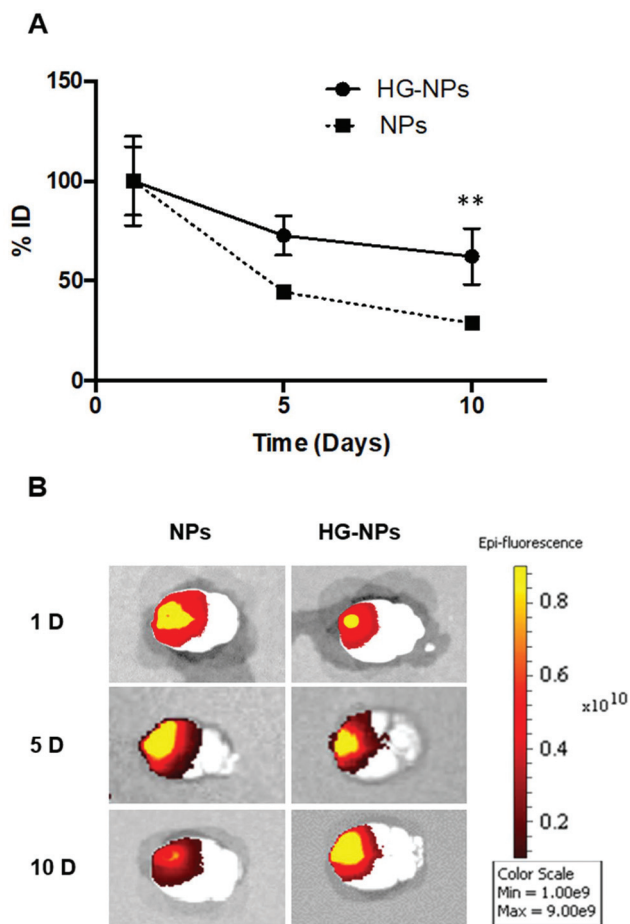 A
150
100
50
0
% ID
HG-NPs
NPs
**
0 5 10
Time (Days)
B
NPs HG-NPs
1 D
5 D
10 D
Epi-fluorescence
0.8
0.6
x10^10
0.4
0.2
Color Scale
Min = 1.00e9
Max = 9.00e9